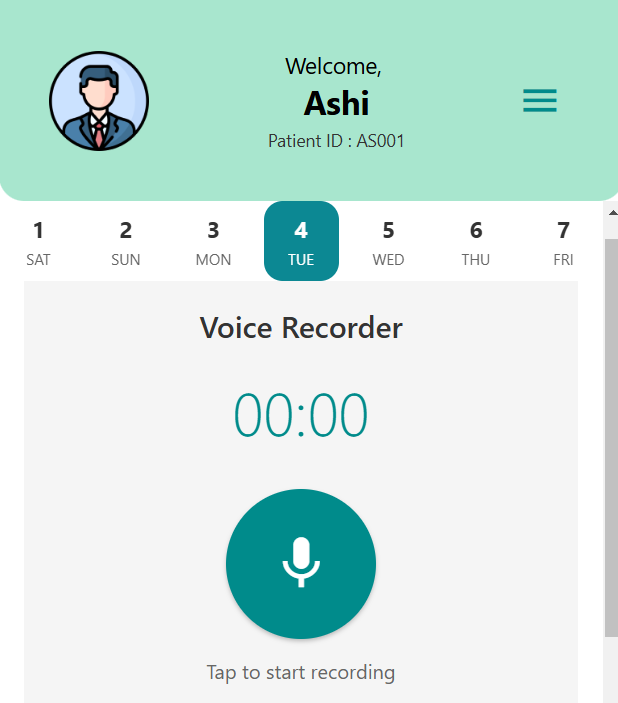 Welcome,
Ashi
Patient ID : AS001
1 2 3 4 5 6 7
SAT SUN MON TUE WED THU FRI
Voice Recorder
00:00
Tap to start recording